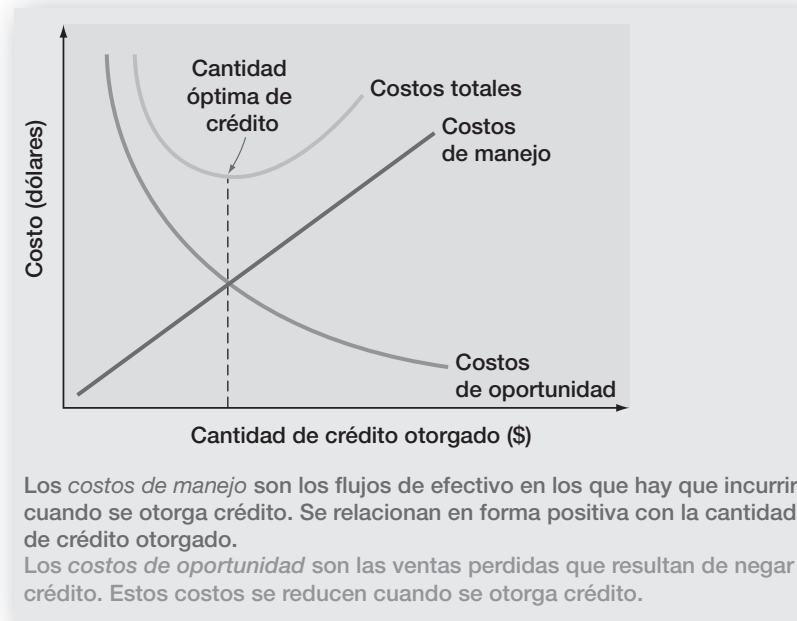 Cantidad
óptima de
crédito
Costos totales
Costos
de manejo
Costo (dólares)
Costos
de oportunidad
Cantidad de crédito otorgado ($)
Los costos de manejo son los flujos de efectivo en los que hay que incurrir
cuando se otorga crédito. Se relacionan en forma positiva con la cantidad
de crédito otorgado.
Los costos de oportunidad son las ventas perdidas que resultan de negar
crédito. Estos costos se reducen cuando se otorga crédito.